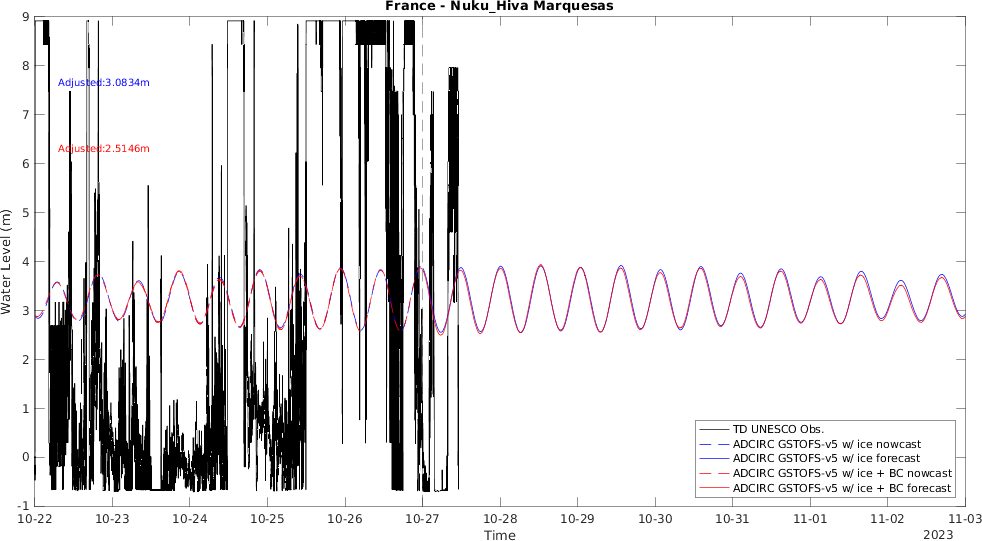 France - Nuku_Hiva Marquesas
9
8
7
6
5
4
3
2
1
0
-1
Water Level (m)
Adjusted:3.0834m
Adjusted:2.5146m
TD UNESCO Obs.
ADCIRC GSTOFS-v5 w/ ice nowcast
ADCIRC GSTOFS-v5 w/ ice forecast
ADCIRC GSTOFS-v5 w/ ice + BC nowcast
ADCIRC GSTOFS-v5 w/ ice + BC forecast
10-22 10-23 10-24 10-25 10-26 10-27 10-28 10-29 10-30 10-31 11-01 11-02 11-03
Time
2023